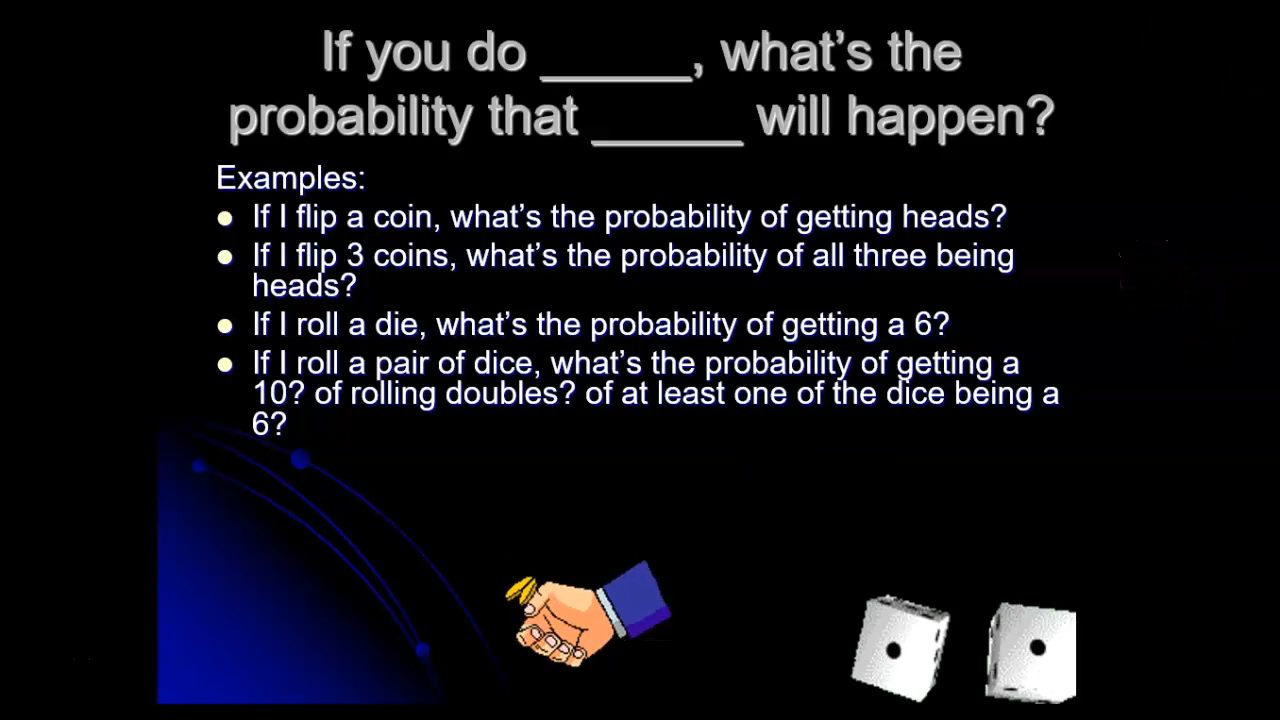 If you do _____, what’s the
probability that _____ will happen?
Examples:
● If I flip a coin, what’s the probability of getting heads?
● If I flip 3 coins, what’s the probability of all three being
heads?
● If I roll a die, what’s the probability of getting a 6?
● If I roll a pair of dice, what’s the probability of getting a
10? of rolling doubles? of at least one of the dice being a
6?